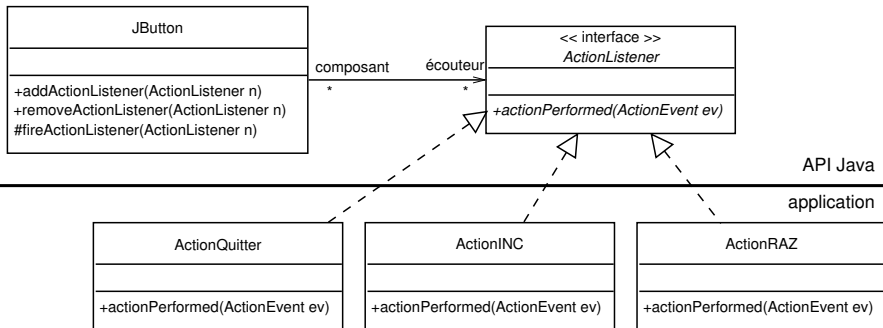 JButton
+addActionListener(ActionListener n)
+removeActionListener(ActionListener n)
#fireActionListener(ActionListener n)
composant
écouteur
*
*
<< interface >>
ActionListener
+actionPerformed(ActionEvent ev)
API Java
application
ActionQuitter
+actionPerformed(ActionEvent ev)
ActionINC
+actionPerformed(ActionEvent ev)
ActionRAZ
+actionPerformed(ActionEvent ev)